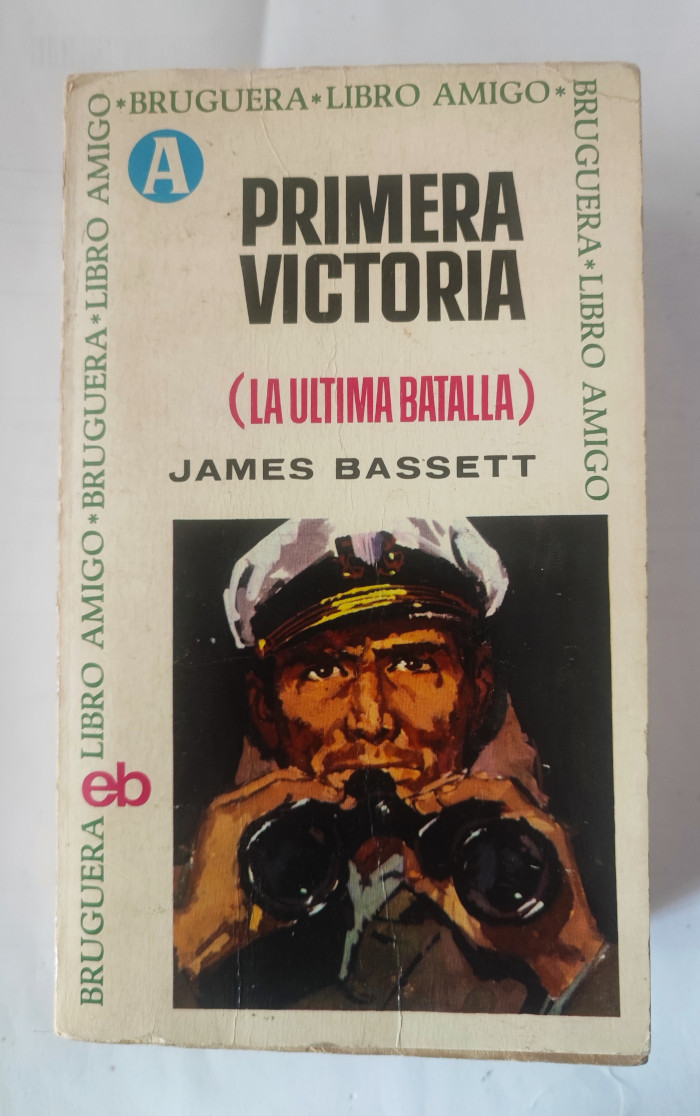 *BRUGUERA*LIBRO AMIGO*
BRUGUERA*LIBRO AMIGO
A
PRIMERA
VICTORIA
(LA ULTIMA BATALLA)
JAMES BASSETT
BRUGUERA LIBRO AMIGO*BRUGUERA*LIBRO AMIGO
eb